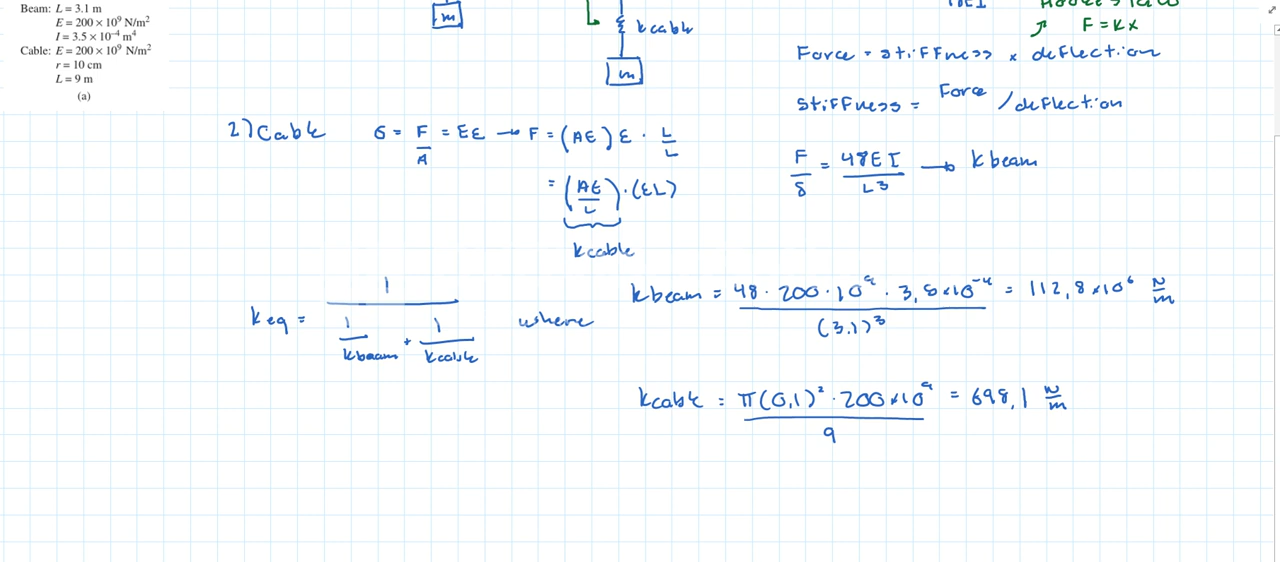 Beam: L = 3.1 m
E = 200 × 10⁹ N/m²
I = 3.5 × 10⁻⁴ m⁴
Cable: E = 200 × 10⁹ N/m²
r = 10 cm
L = 9 m
(a)
m
k cable
m
F = kx
Force = stiffness × deflection
stiffness = Force / deflection
2) Cable σ = F/A = Eε → F = (AE) ε · L/L
= (AE/L) · (εL)
k cable
F/δ = 48EI/L³ → k beam
keq = 1 / (1/kbeam + 1/kcable) where
kbeam = 48 · 200 · 10⁹ · 3,5×10⁻⁴ / (3.1)³ = 112,8×10⁶ N/m
kcable = π(0,1)² · 200×10⁹ / 9 = 698,1 N/m